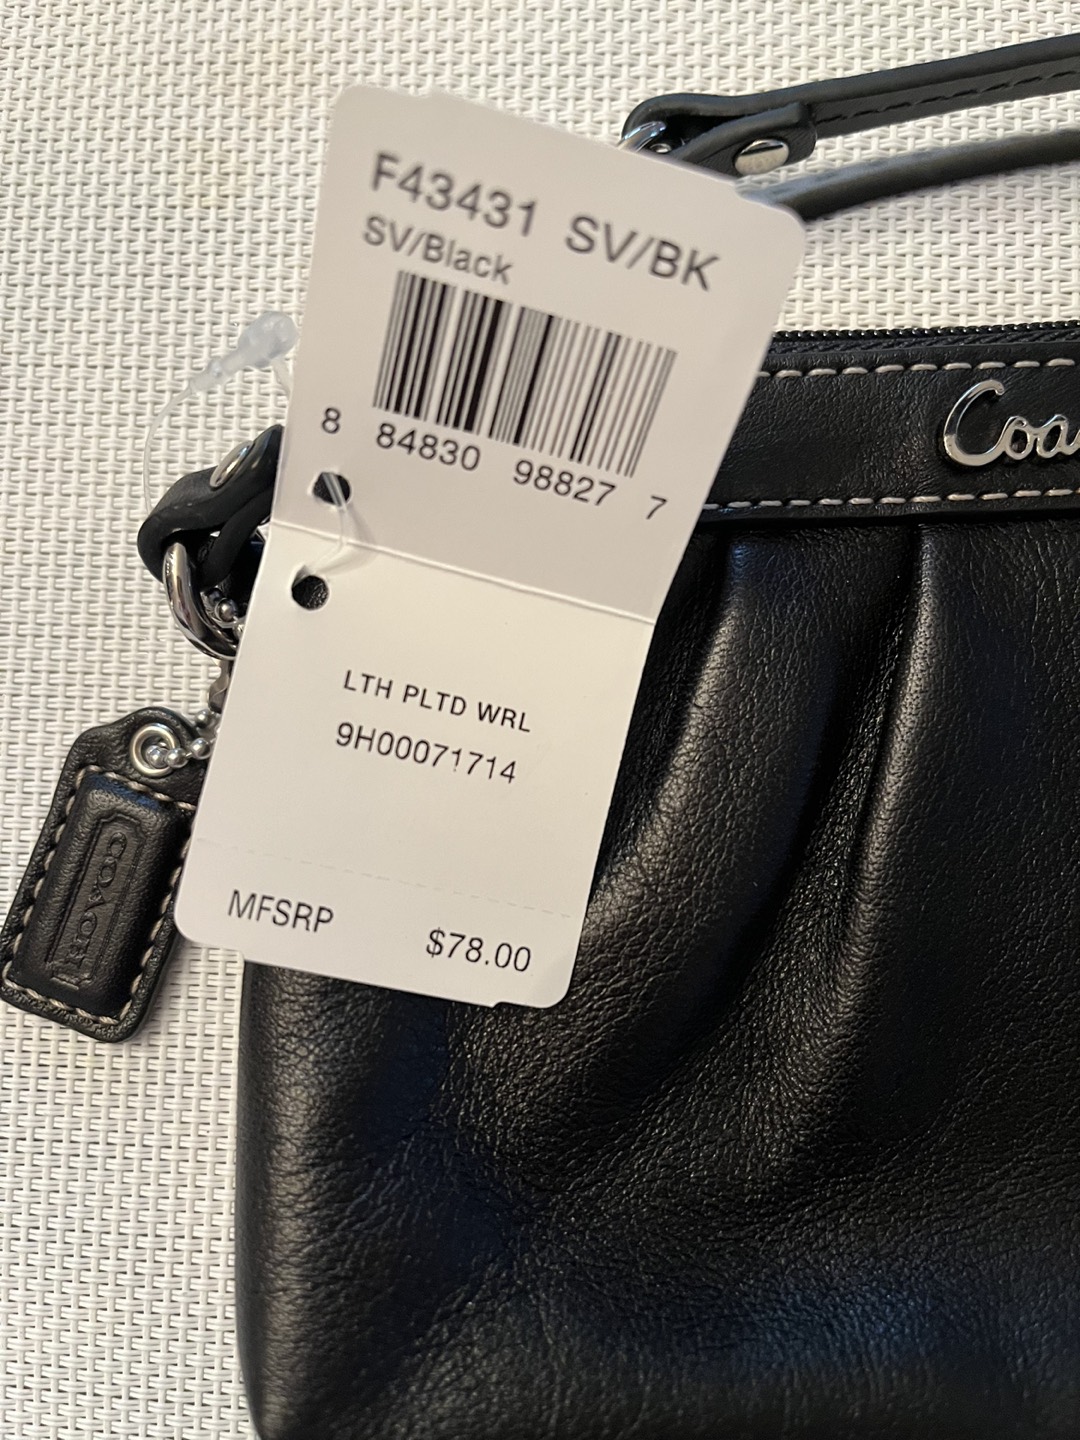 F43431 SV/BK
SV/Black
8 84830 98827 7
LTH PLTD WRL
9H00071714
MFSRP $78.00
Coa
COACH